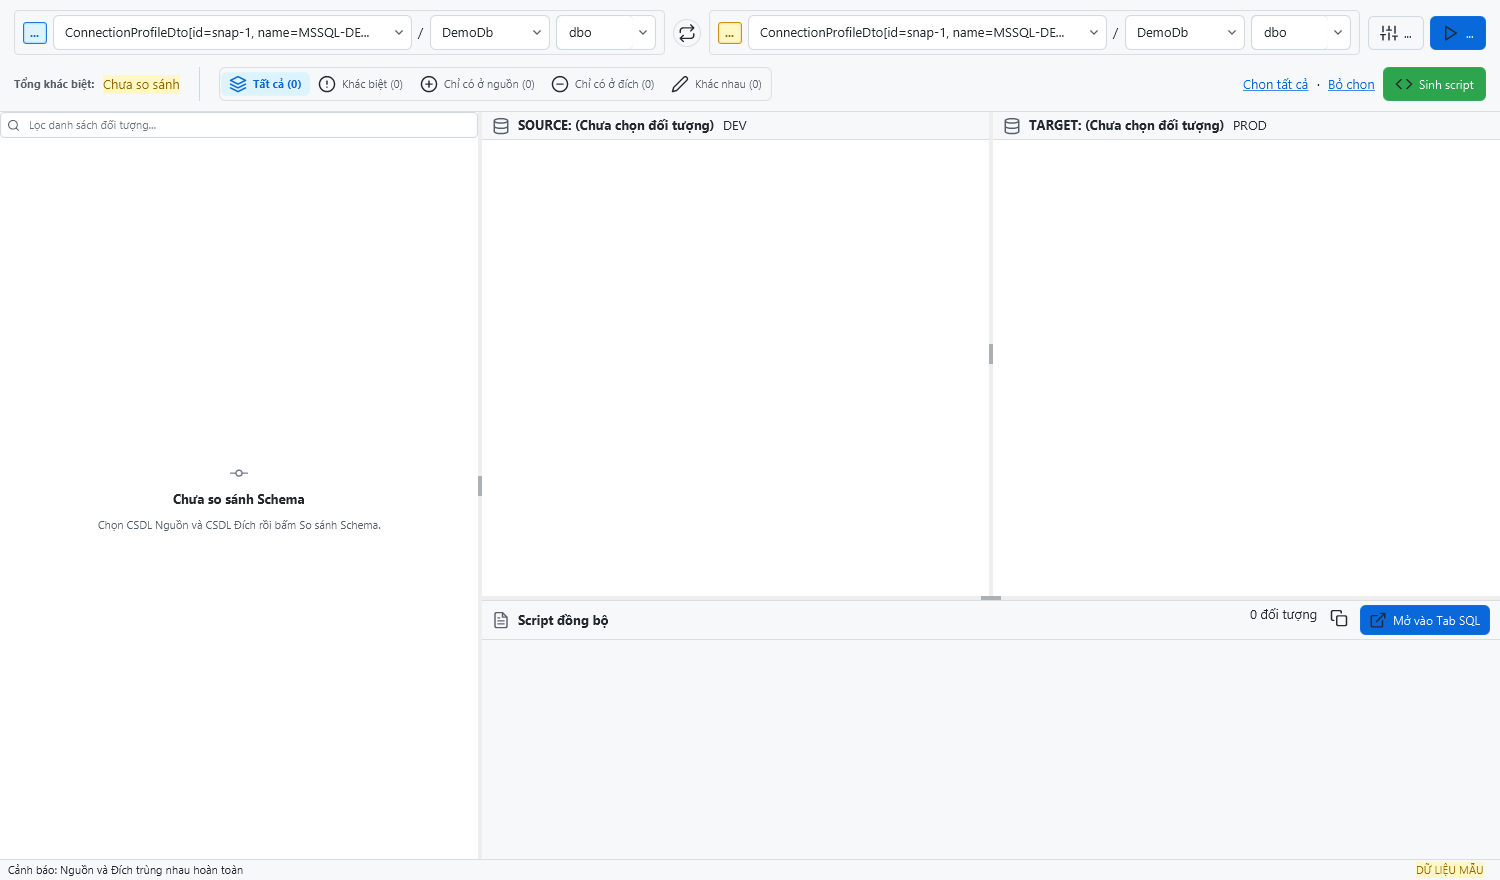 ... ConnectionProfileDto[id=snap-1, name=MSSQL-DE... / DemoDb dbo ... ConnectionProfileDto[id=snap-1, name=MSSQL-DE... / DemoDb dbo ... ...
Tổng khác biệt: Chưa so sánh Tất cả (0) Khác biệt (0) Chỉ có ở nguồn (0) Chỉ có ở đích (0) Khác nhau (0) Chọn tất cả · Bỏ chọn Sinh script
Lọc danh sách đối tượng... SOURCE: (Chưa chọn đối tượng) DEV TARGET: (Chưa chọn đối tượng) PROD
Chưa so sánh Schema
Chọn CSDL Nguồn và CSDL Đích rồi bấm So sánh Schema.
Script đồng bộ 0 đối tượng Mở vào Tab SQL
Cảnh báo: Nguồn và Đích trùng nhau hoàn toàn DỮ LIỆU MẪU